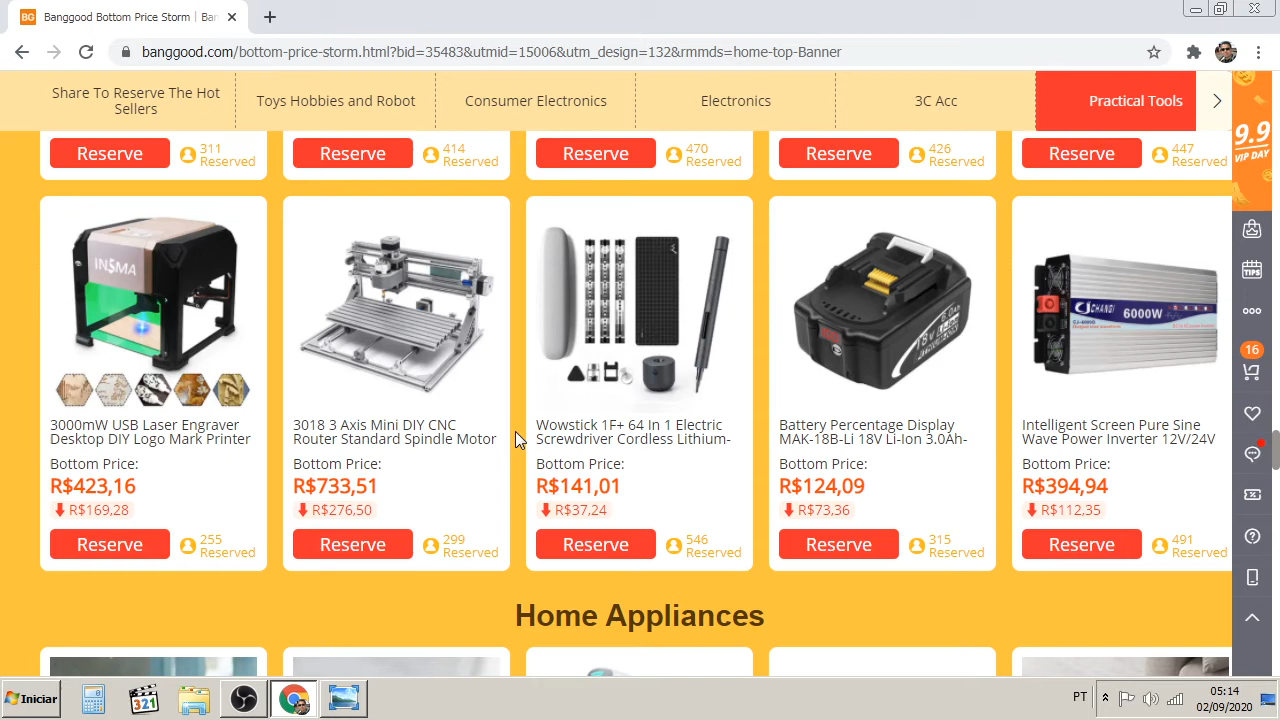 Banggood Bottom Price Storm | Ban
banggood.com/bottom-price-storm.html?bid=35483&utmid=15006&utm_design=132&rmmds=home-top-Banner
Share To Reserve The Hot
Sellers
Toys Hobbies and Robot
Consumer Electronics
Electronics
3C Acc
Practical Tools
9.9
VIP DAY
Reserve
311
Reserved
Reserve
414
Reserved
Reserve
470
Reserved
Reserve
426
Reserved
Reserve
447
Reserved
INSMA
3000mW USB Laser Engraver
Desktop DIY Logo Mark Printer
Bottom Price:
R$423,16
R$169,28
Reserve
255
Reserved
3018 3 Axis Mini DIY CNC
Router Standard Spindle Motor
Bottom Price:
R$733,51
R$276,50
Reserve
299
Reserved
Wowstick 1F+ 64 In 1 Electric
Screwdriver Cordless Lithium-
Bottom Price:
R$141,01
R$37,24
Reserve
546
Reserved
18V Li-ion 6.0Ah
Battery Percentage Display
MAK-18B-Li 18V Li-Ion 3.0Ah-
Bottom Price:
R$124,09
R$73,36
Reserve
315
Reserved
CHANGI
6000W
Intelligent Screen Pure Sine
Wave Power Inverter 12V/24V
Bottom Price:
R$394,94
R$112,35
Reserve
491
Reserved
TIPS
16
Home Appliances
Iniciar
321
PT
05:14
02/09/2020